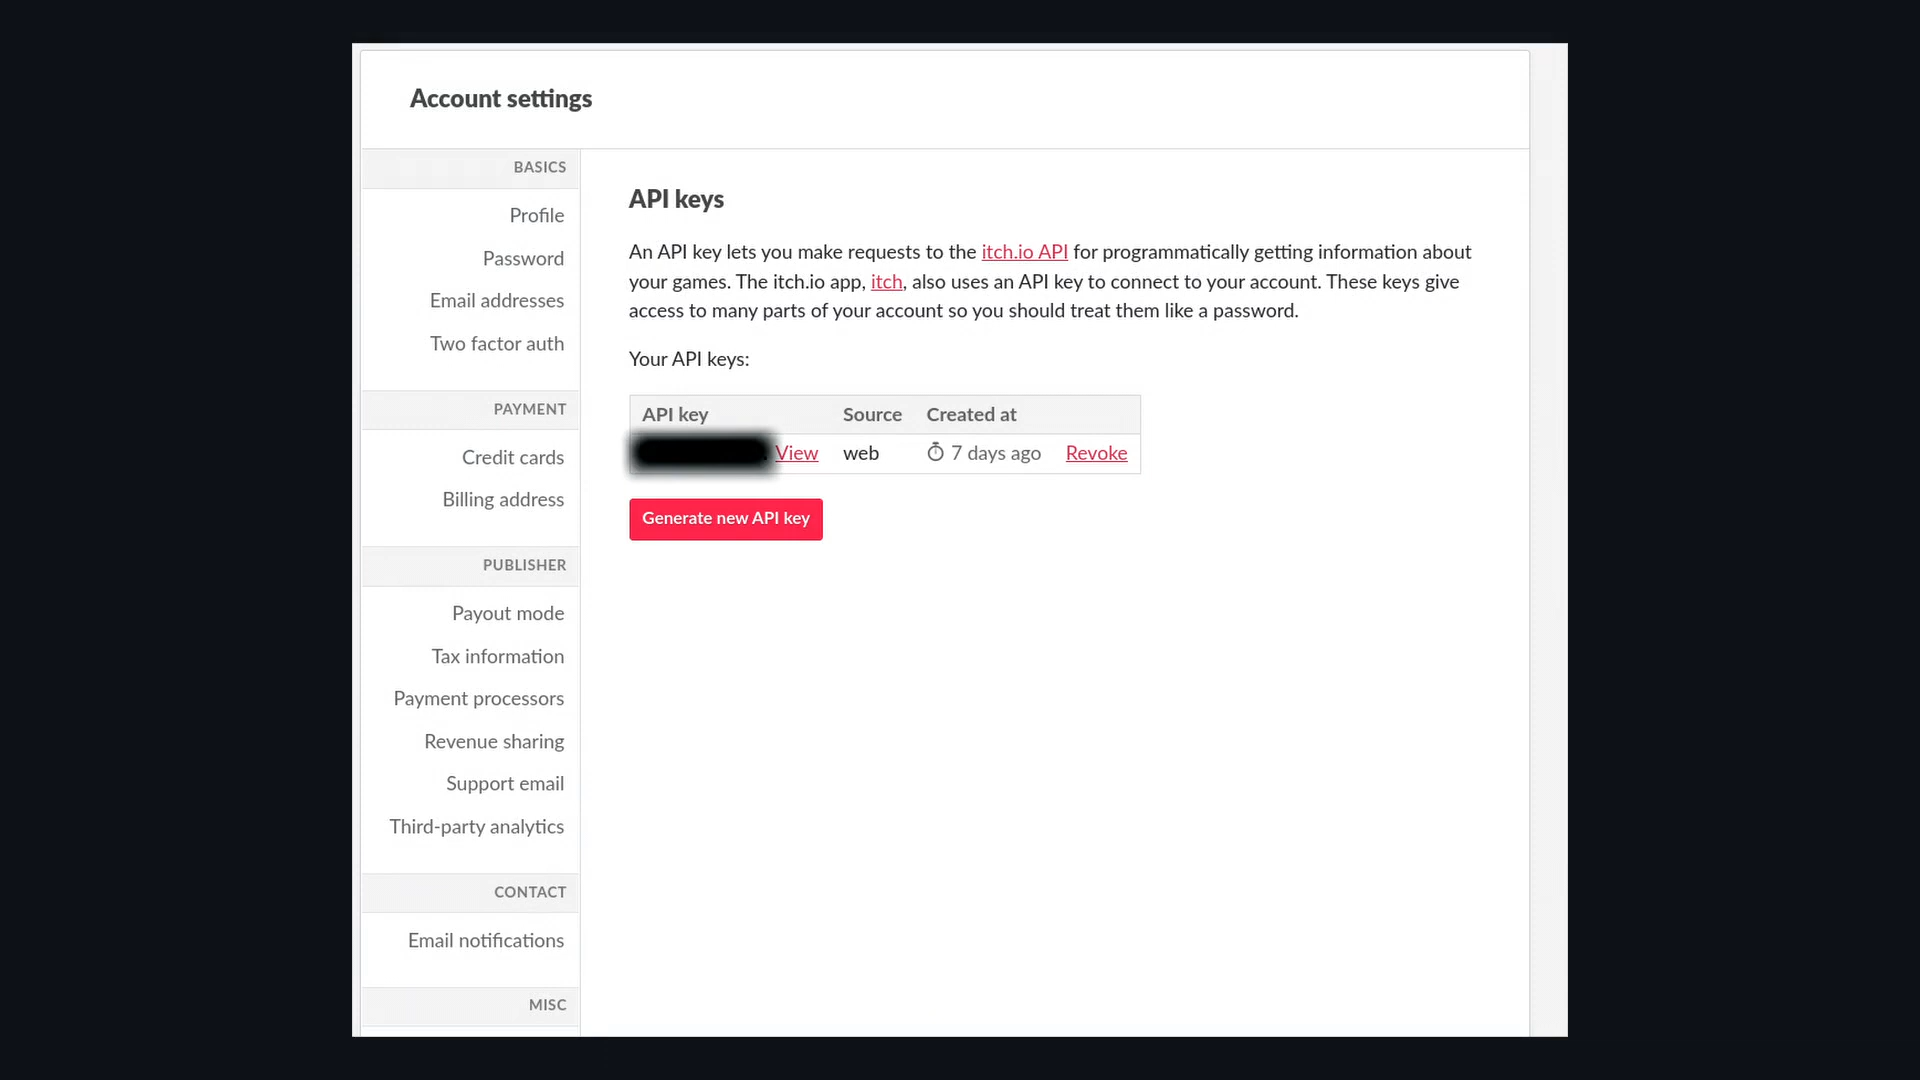 Account settings
BASICS
Profile
Password
Email addresses
Two factor auth
PAYMENT
Credit cards
Billing address
PUBLISHER
Payout mode
Tax information
Payment processors
Revenue sharing
Support email
Third-party analytics
CONTACT
Email notifications
MISC
API keys
An API key lets you make requests to the itch.io API for programmatically getting information about
your games. The itch.io app, itch, also uses an API key to connect to your account. These keys give
access to many parts of your account so you should treat them like a password.
Your API keys:
API key Source Created at
View web 7 days ago Revoke
Generate new API key